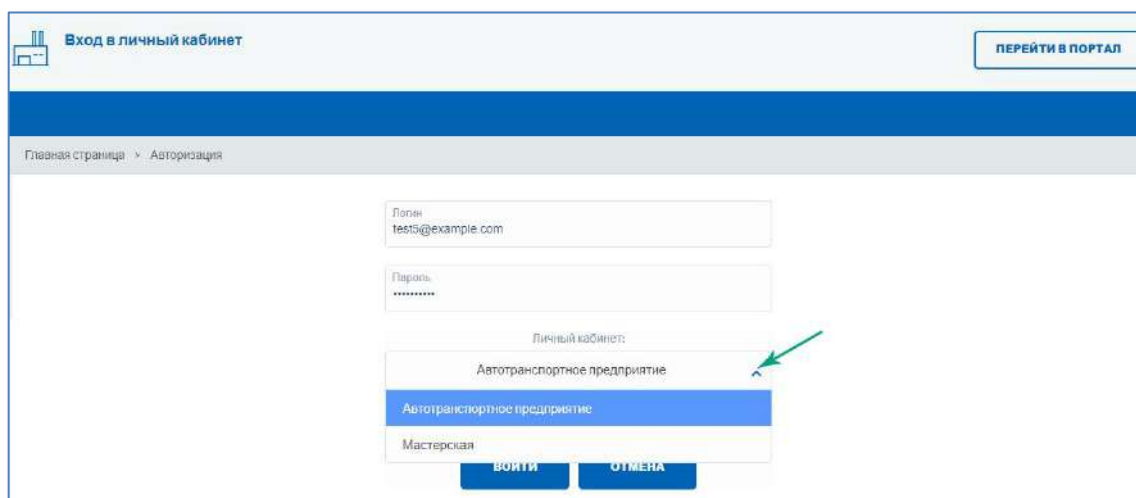 Вход в личный кабинет
ПЕРЕЙТИ В ПОРТАЛ
Главная страница > Авторизация
Логин
test5@example.com
Пароль
••••••••••
Личный кабинет:
Автотранспортное предприятие
Автотранспортное предприятие
Мастерская
ВОЙТИ ОТМЕНА